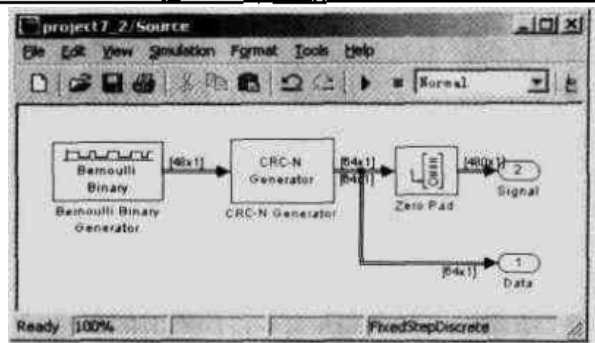 project7_2/Source
File Edit View Simulation Format Tools Help
Normal
Bernoulli
Binary
[48x1]
CRC-N
Generator
[64x1]
[64x1]
[480x1]
2
Signal
Bernoulli Binary
Generator
CRC-N Generator
Zero Pad
[64x1]
1
Data
Ready 100% FixedStepDiscrete